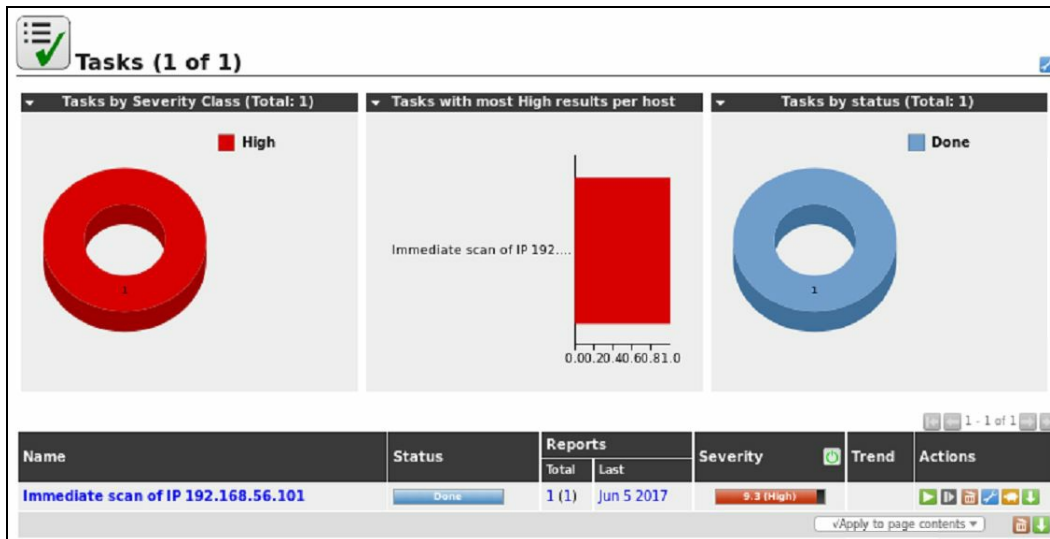 Tasks (1 of 1)
Tasks by Severity Class (Total: 1)
High
1
Tasks with most High results per host
Immediate scan of IP 192....
0.00.20.40.60.81.0
Tasks by status (Total: 1)
Done
1
1 - 1 of 1
Name Status Reports Severity Trend Actions
Total Last
Immediate scan of IP 192.168.56.101 Done 1 (1) Jun 5 2017 9.3 (High)
√Apply to page contents ▾